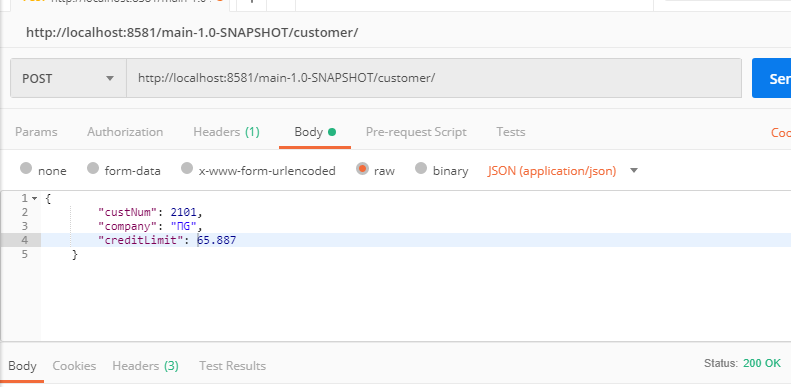 http://localhost:8581/main-1.0-SNAPSHOT/customer/
POST http://localhost:8581/main-1.0-SNAPSHOT/customer/
Params Authorization Headers (1) Body Pre-request Script Tests
none form-data x-www-form-urlencoded raw binary JSON (application/json)
1 {
2 "custNum": 2101,
3 "company": "ПG",
4 "creditLimit": 65.887
5 }
Body Cookies Headers (3) Test Results Status: 200 OK